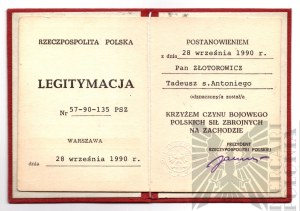 RZECZPOSPOLITA POLSKA
LEGITYMACJA
Nr 57-90-135 PSZ
WARSZAWA
dnia 28 września 1990 r.
POSTANOWIENIEM
z dnia 28 września 1990 r.
Pan ZŁOTOROWICZ
Tadeusz s.Antoniego
odznaczony/a został/a
KRZYŻEM CZYNU BOJOWEGO
POLSKICH SIŁ ZBROJNYCH
NA ZACHODZIE
PREZYDENT
RZECZYPOSPOLITEJ POLSKIEJ